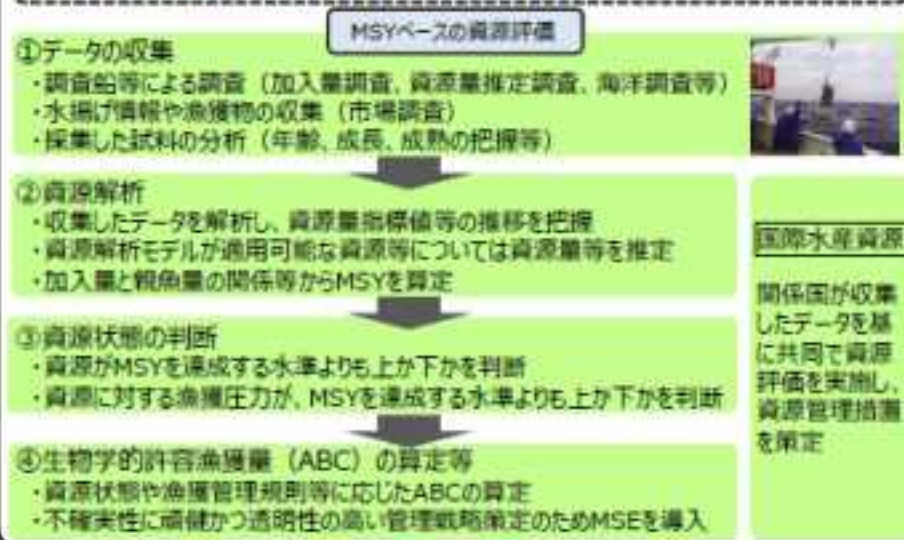 MSYベースの資源評価
①データの収集
・調査船等による調査（加入量調査、資源量推定調査、海洋調査等）
・水揚げ情報や漁獲物の収集（市場調査）
・採集した試料の分析（年齢、成長、成熟の把握等）
②資源解析
・収集したデータを解析し、資源量指標値等の推移を把握
・資源解析モデルが適用可能な資源等については資源量等を推定
・加入量と親魚量の関係等からMSYを算定
③資源状態の判断
・資源がMSYを達成する水準よりも上か下かを判断
・資源に対する漁獲圧力が、MSYを達成する水準よりも上か下かを判断
④生物学的許容漁獲量（ABC）の算定等
・資源状態や漁獲管理規則等に応じたABCの算定
・不確実性に頑健かつ透明性の高い管理戦略策定のためMSEを導入
国際水産資源
関係国が収集
したデータを基
に共同で資源
評価を実施し、
資源管理措置
を策定